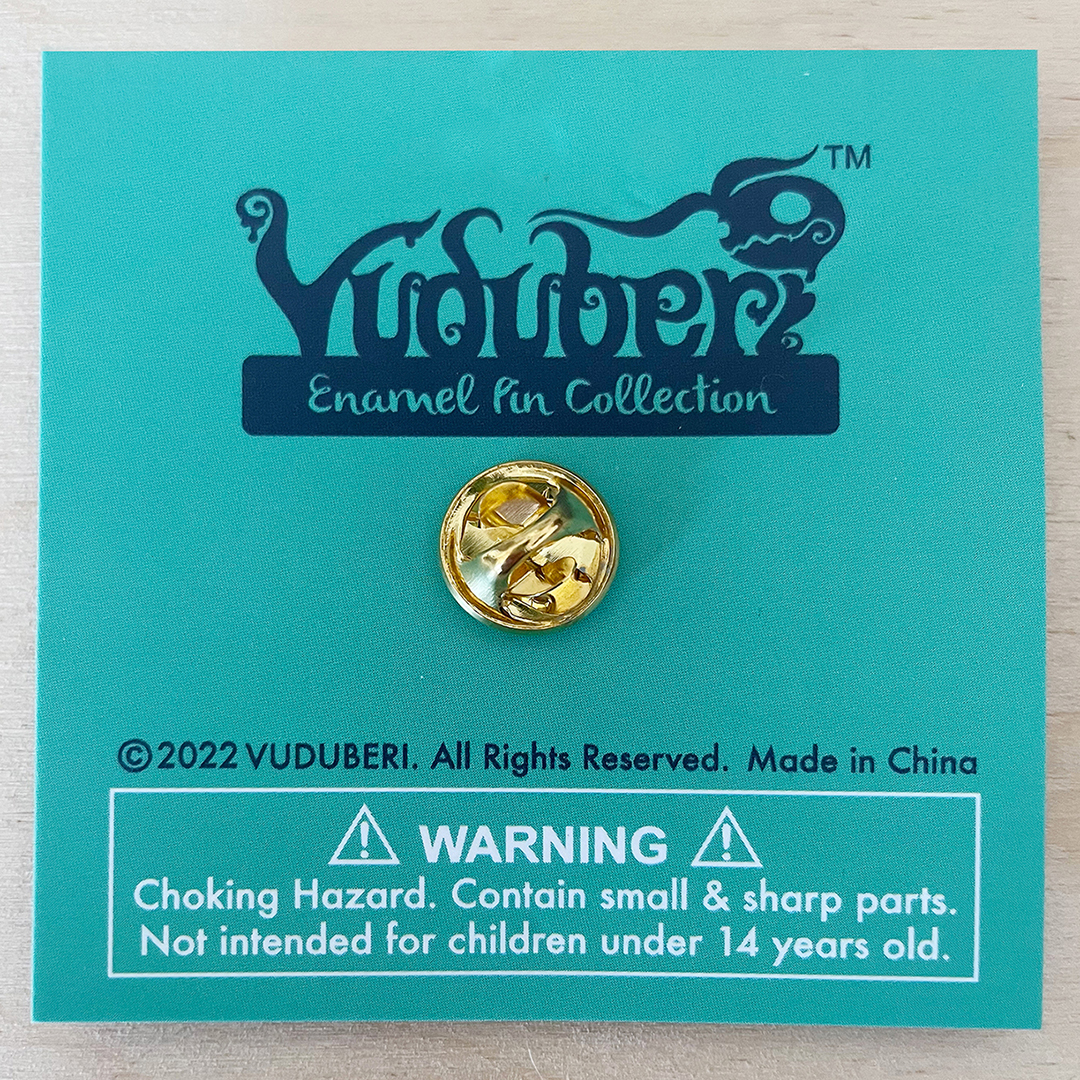 Vuduberi™
Enamel Pin Collection
©2022 VUDUBERI. All Rights Reserved. Made in China
WARNING
Choking Hazard. Contain small & sharp parts.
Not intended for children under 14 years old.